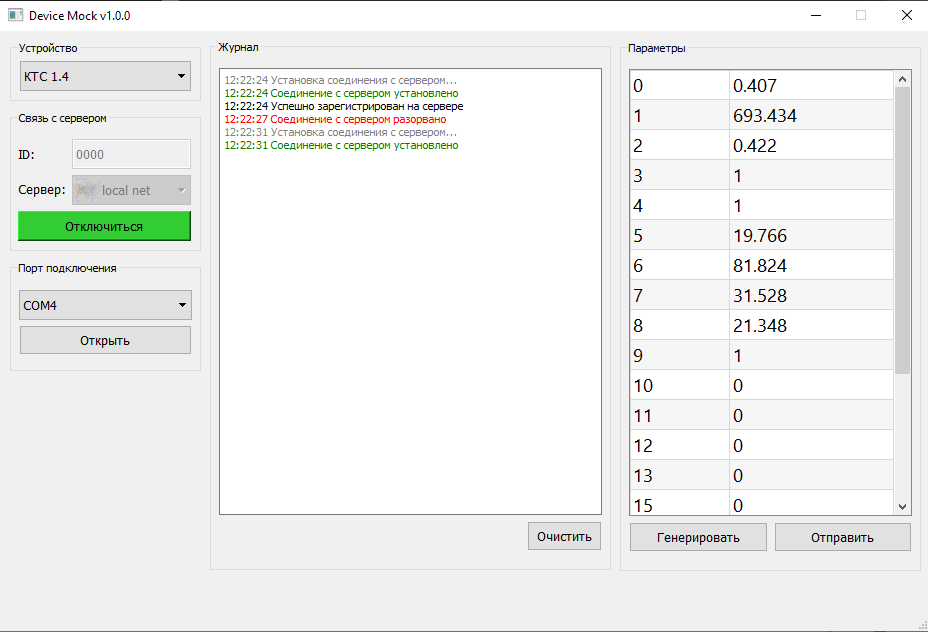 Device Mock v1.0.0
Устройство
КТС 1.4
Связь с сервером
ID:
0000
Сервер:
local net
Отключиться
Порт подключения
COM4
Открыть
Журнал
12:22:24 Установка соединения с сервером...
12:22:24 Соединение с сервером установлено
12:22:24 Успешно зарегистрирован на сервере
12:22:27 Соединение с сервером разорвано
12:22:31 Установка соединения с сервером...
12:22:31 Соединение с сервером установлено
Очистить
Параметры
0 0.407
1 693.434
2 0.422
3 1
4 1
5 19.766
6 81.824
7 31.528
8 21.348
9 1
10 0
11 0
12 0
13 0
15 0
Генерировать
Отправить